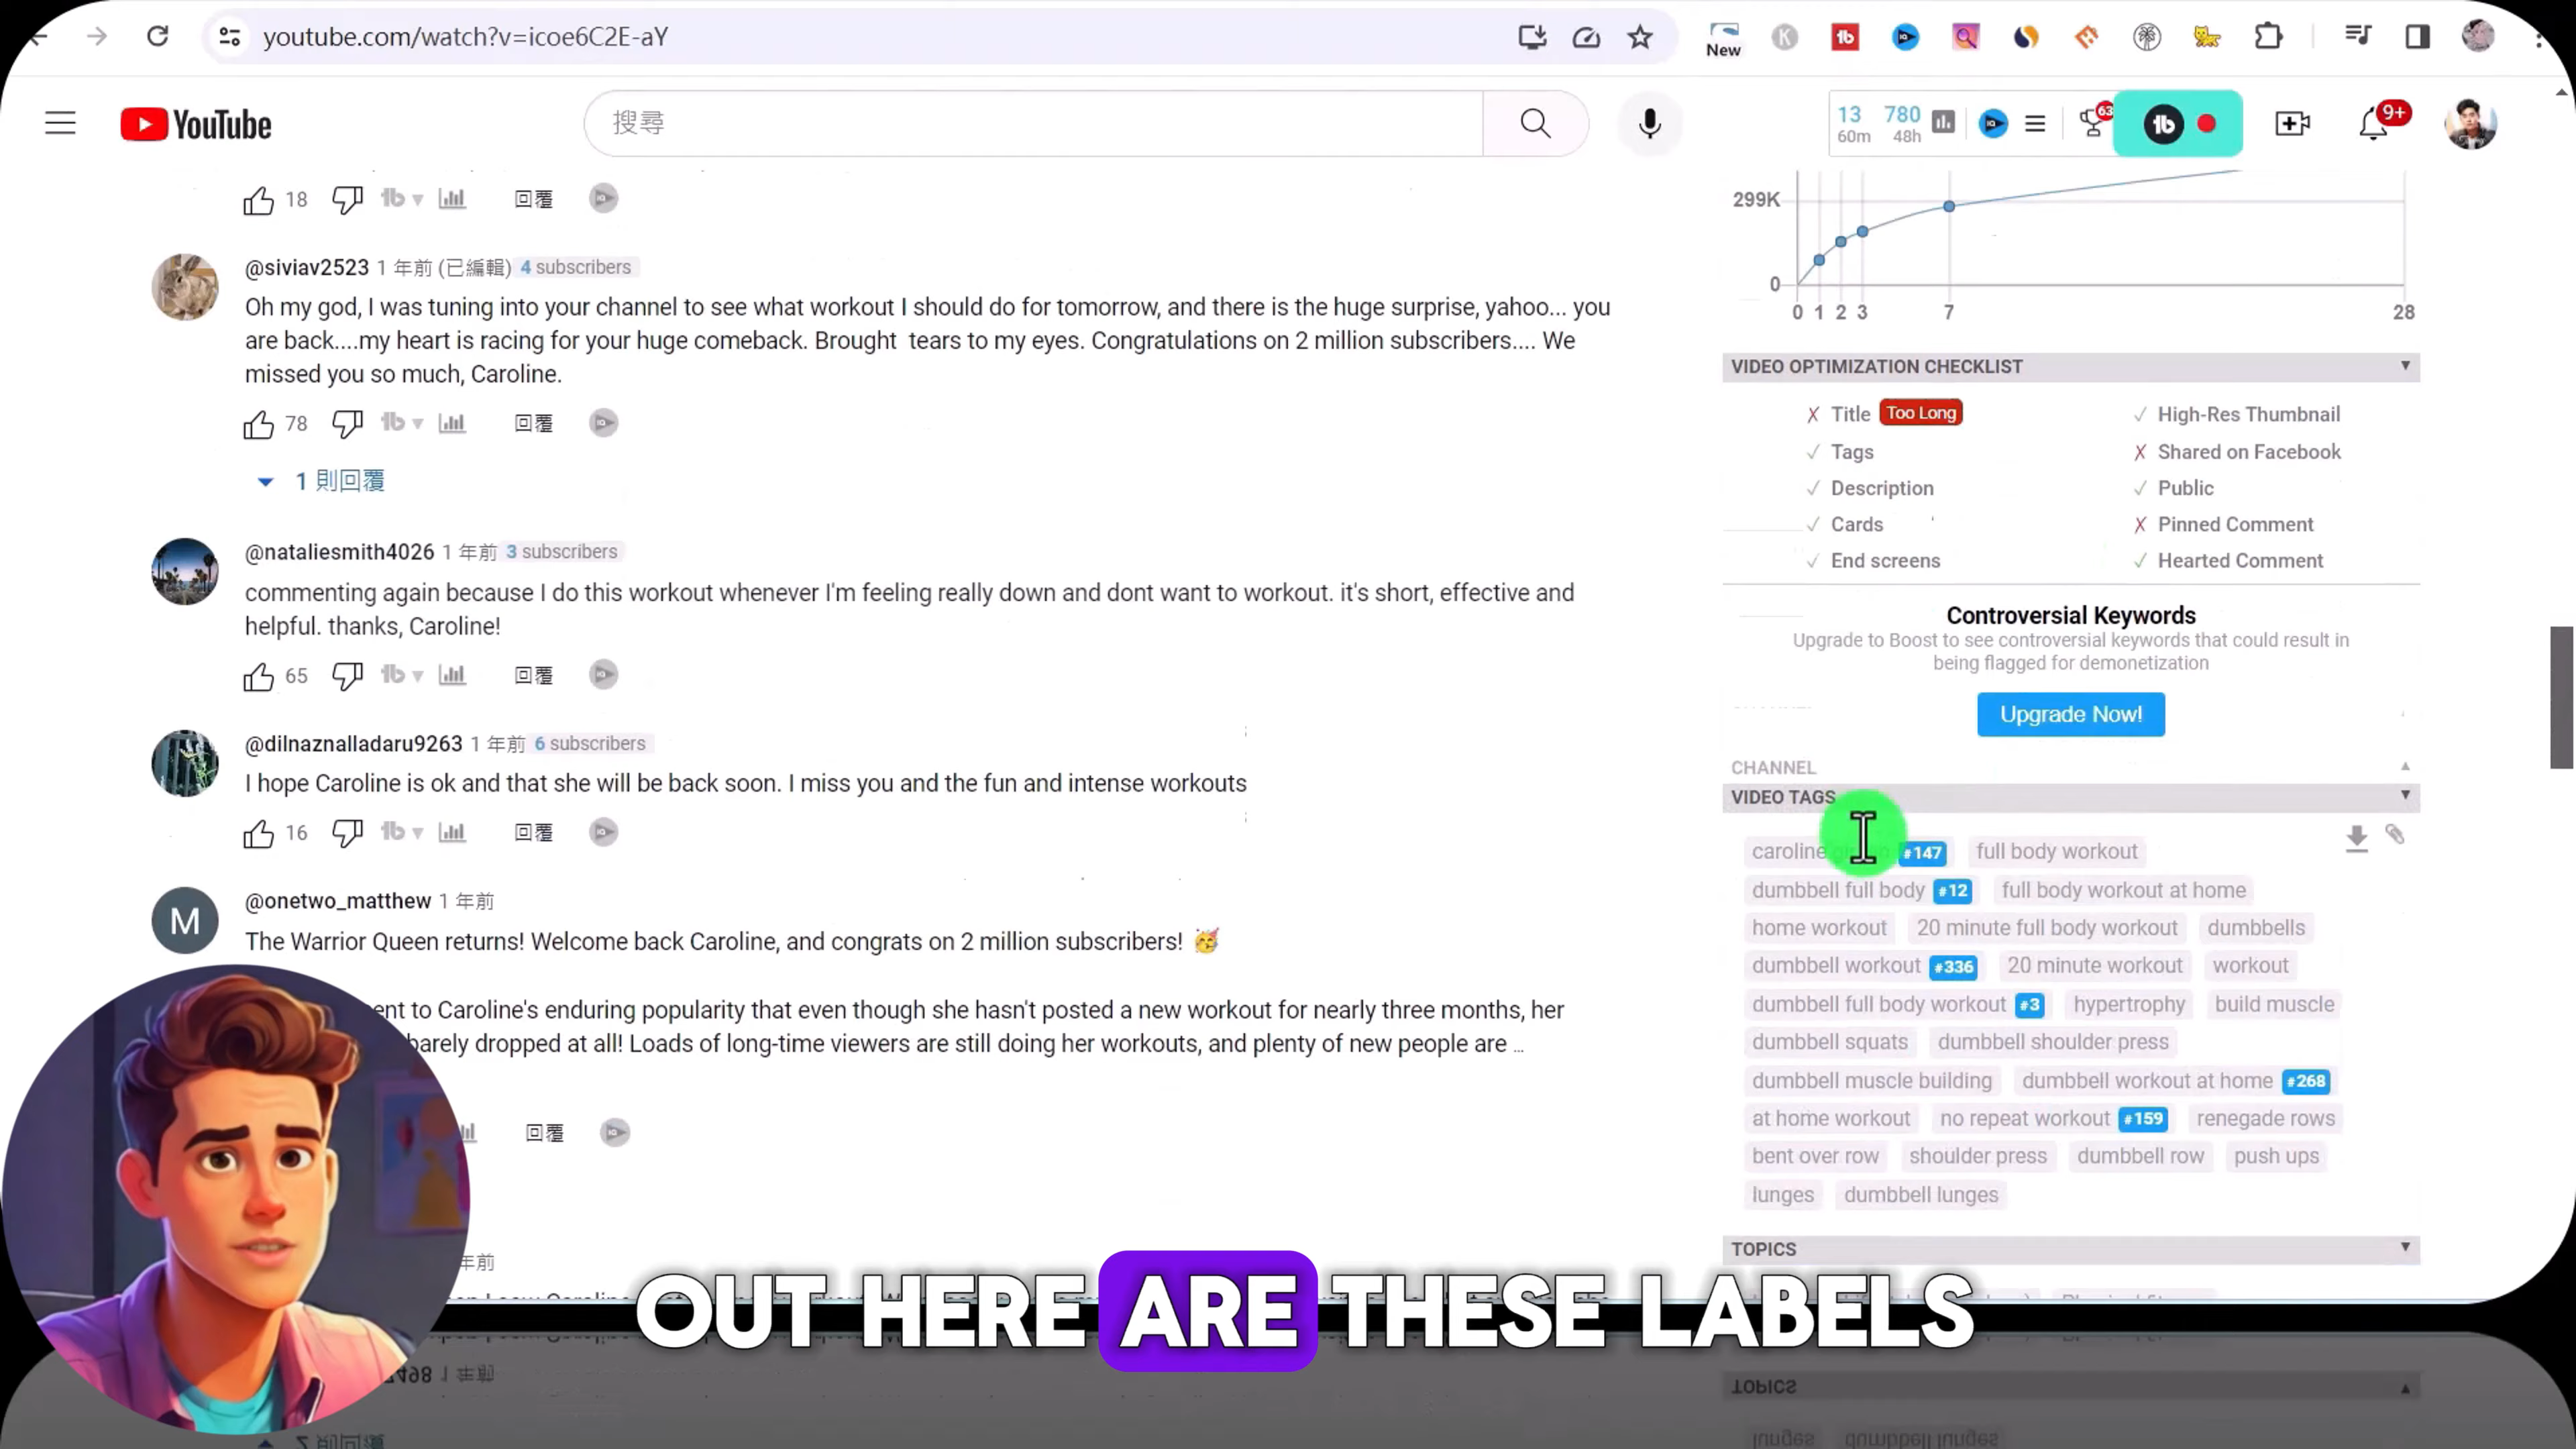 youtube.com/watch?v=icoe6C2E-aY
New
YouTube
搜尋
13 780
60m 48h
63
9+
18 回覆
@siviav2523 1 年前 (已編輯) 4 subscribers
Oh my god, I was tuning into your channel to see what workout I should do for tomorrow, and there is the huge surprise, yahoo... you
are back....my heart is racing for your huge comeback. Brought tears to my eyes. Congratulations on 2 million subscribers.... We
missed you so much, Caroline.
78 回覆
1 則回覆
@nataliesmith4026 1 年前 3 subscribers
commenting again because I do this workout whenever I'm feeling really down and dont want to workout. it's short, effective and
helpful. thanks, Caroline!
65 回覆
@dilnaznalladaru9263 1 年前 6 subscribers
I hope Caroline is ok and that she will be back soon. I miss you and the fun and intense workouts
16 回覆
M
@onetwo_matthew 1 年前
The Warrior Queen returns! Welcome back Caroline, and congrats on 2 million subscribers! 🥳
to Caroline's enduring popularity that even though she hasn't posted a new workout for nearly three months, her
barely dropped at all! Loads of long-time viewers are still doing her workouts, and plenty of new people are ...
回覆
年前
299K
0
0 1 2 3 7 28
VIDEO OPTIMIZATION CHECKLIST
Title Too Long
High-Res Thumbnail
Tags
Shared on Facebook
Description
Public
Cards
Pinned Comment
End screens
Hearted Comment
Controversial Keywords
Upgrade to Boost to see controversial keywords that could result in
being flagged for demonetization
Upgrade Now!
CHANNEL
VIDEO TAGS
caroline #147 full body workout
dumbbell full body #12 full body workout at home
home workout 20 minute full body workout dumbbells
dumbbell workout #336 20 minute workout workout
dumbbell full body workout #3 hypertrophy build muscle
dumbbell squats dumbbell shoulder press
dumbbell muscle building dumbbell workout at home #268
at home workout no repeat workout #159 renegade rows
bent over row shoulder press dumbbell row push ups
lunges dumbbell lunges
TOPICS
OUT HERE ARE THESE LABELS